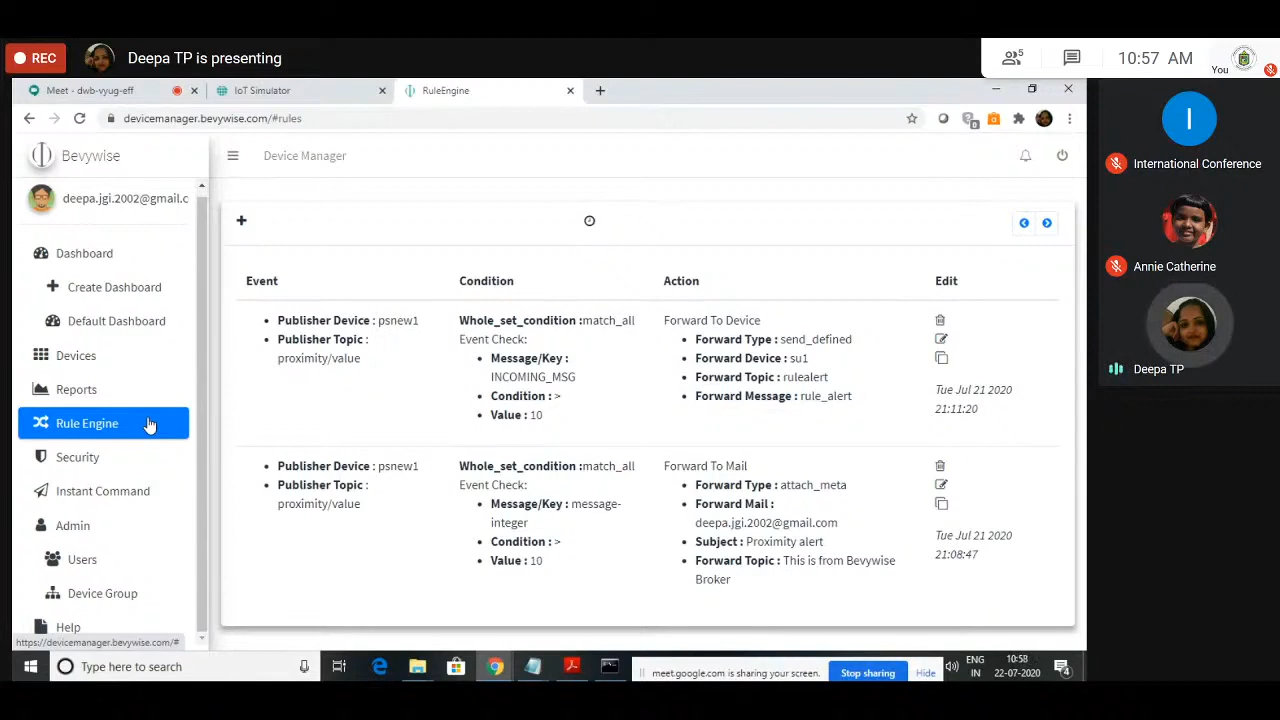 REC
Deepa TP is presenting
5
10:57 AM
You
Meet - dwb-vyug-eff
IoT Simulator
RuleEngine
devicemanager.bevywise.com/#rules
Bevywise
Device Manager
deepa.jgi.2002@gmail.c
Dashboard
Create Dashboard
Default Dashboard
Devices
Reports
Rule Engine
Security
Instant Command
Admin
Users
Device Group
Help
https://devicemanager.bevywise.com/#
Event
Condition
Action
Edit
Publisher Device : psnew1
Publisher Topic :
proximity/value
Whole_set_condition :match_all
Event Check:
Message/Key :
INCOMING_MSG
Condition : >
Value : 10
Forward To Device
Forward Type : send_defined
Forward Device : su1
Forward Topic : rulealert
Forward Message : rule_alert
Tue Jul 21 2020
21:11:20
Publisher Device : psnew1
Publisher Topic :
proximity/value
Whole_set_condition :match_all
Event Check:
Message/Key : message-
integer
Condition : >
Value : 10
Forward To Mail
Forward Type : attach_meta
Forward Mail :
deepa.jgi.2002@gmail.com
Subject : Proximity alert
Forward Topic : This is from Bevywise
Broker
Tue Jul 21 2020
21:08:47
I
International Conference
Annie Catherine
Deepa TP
Type here to search
meet.google.com is sharing your screen.
Stop sharing
Hide
ENG
IN
10:58
22-07-2020
4